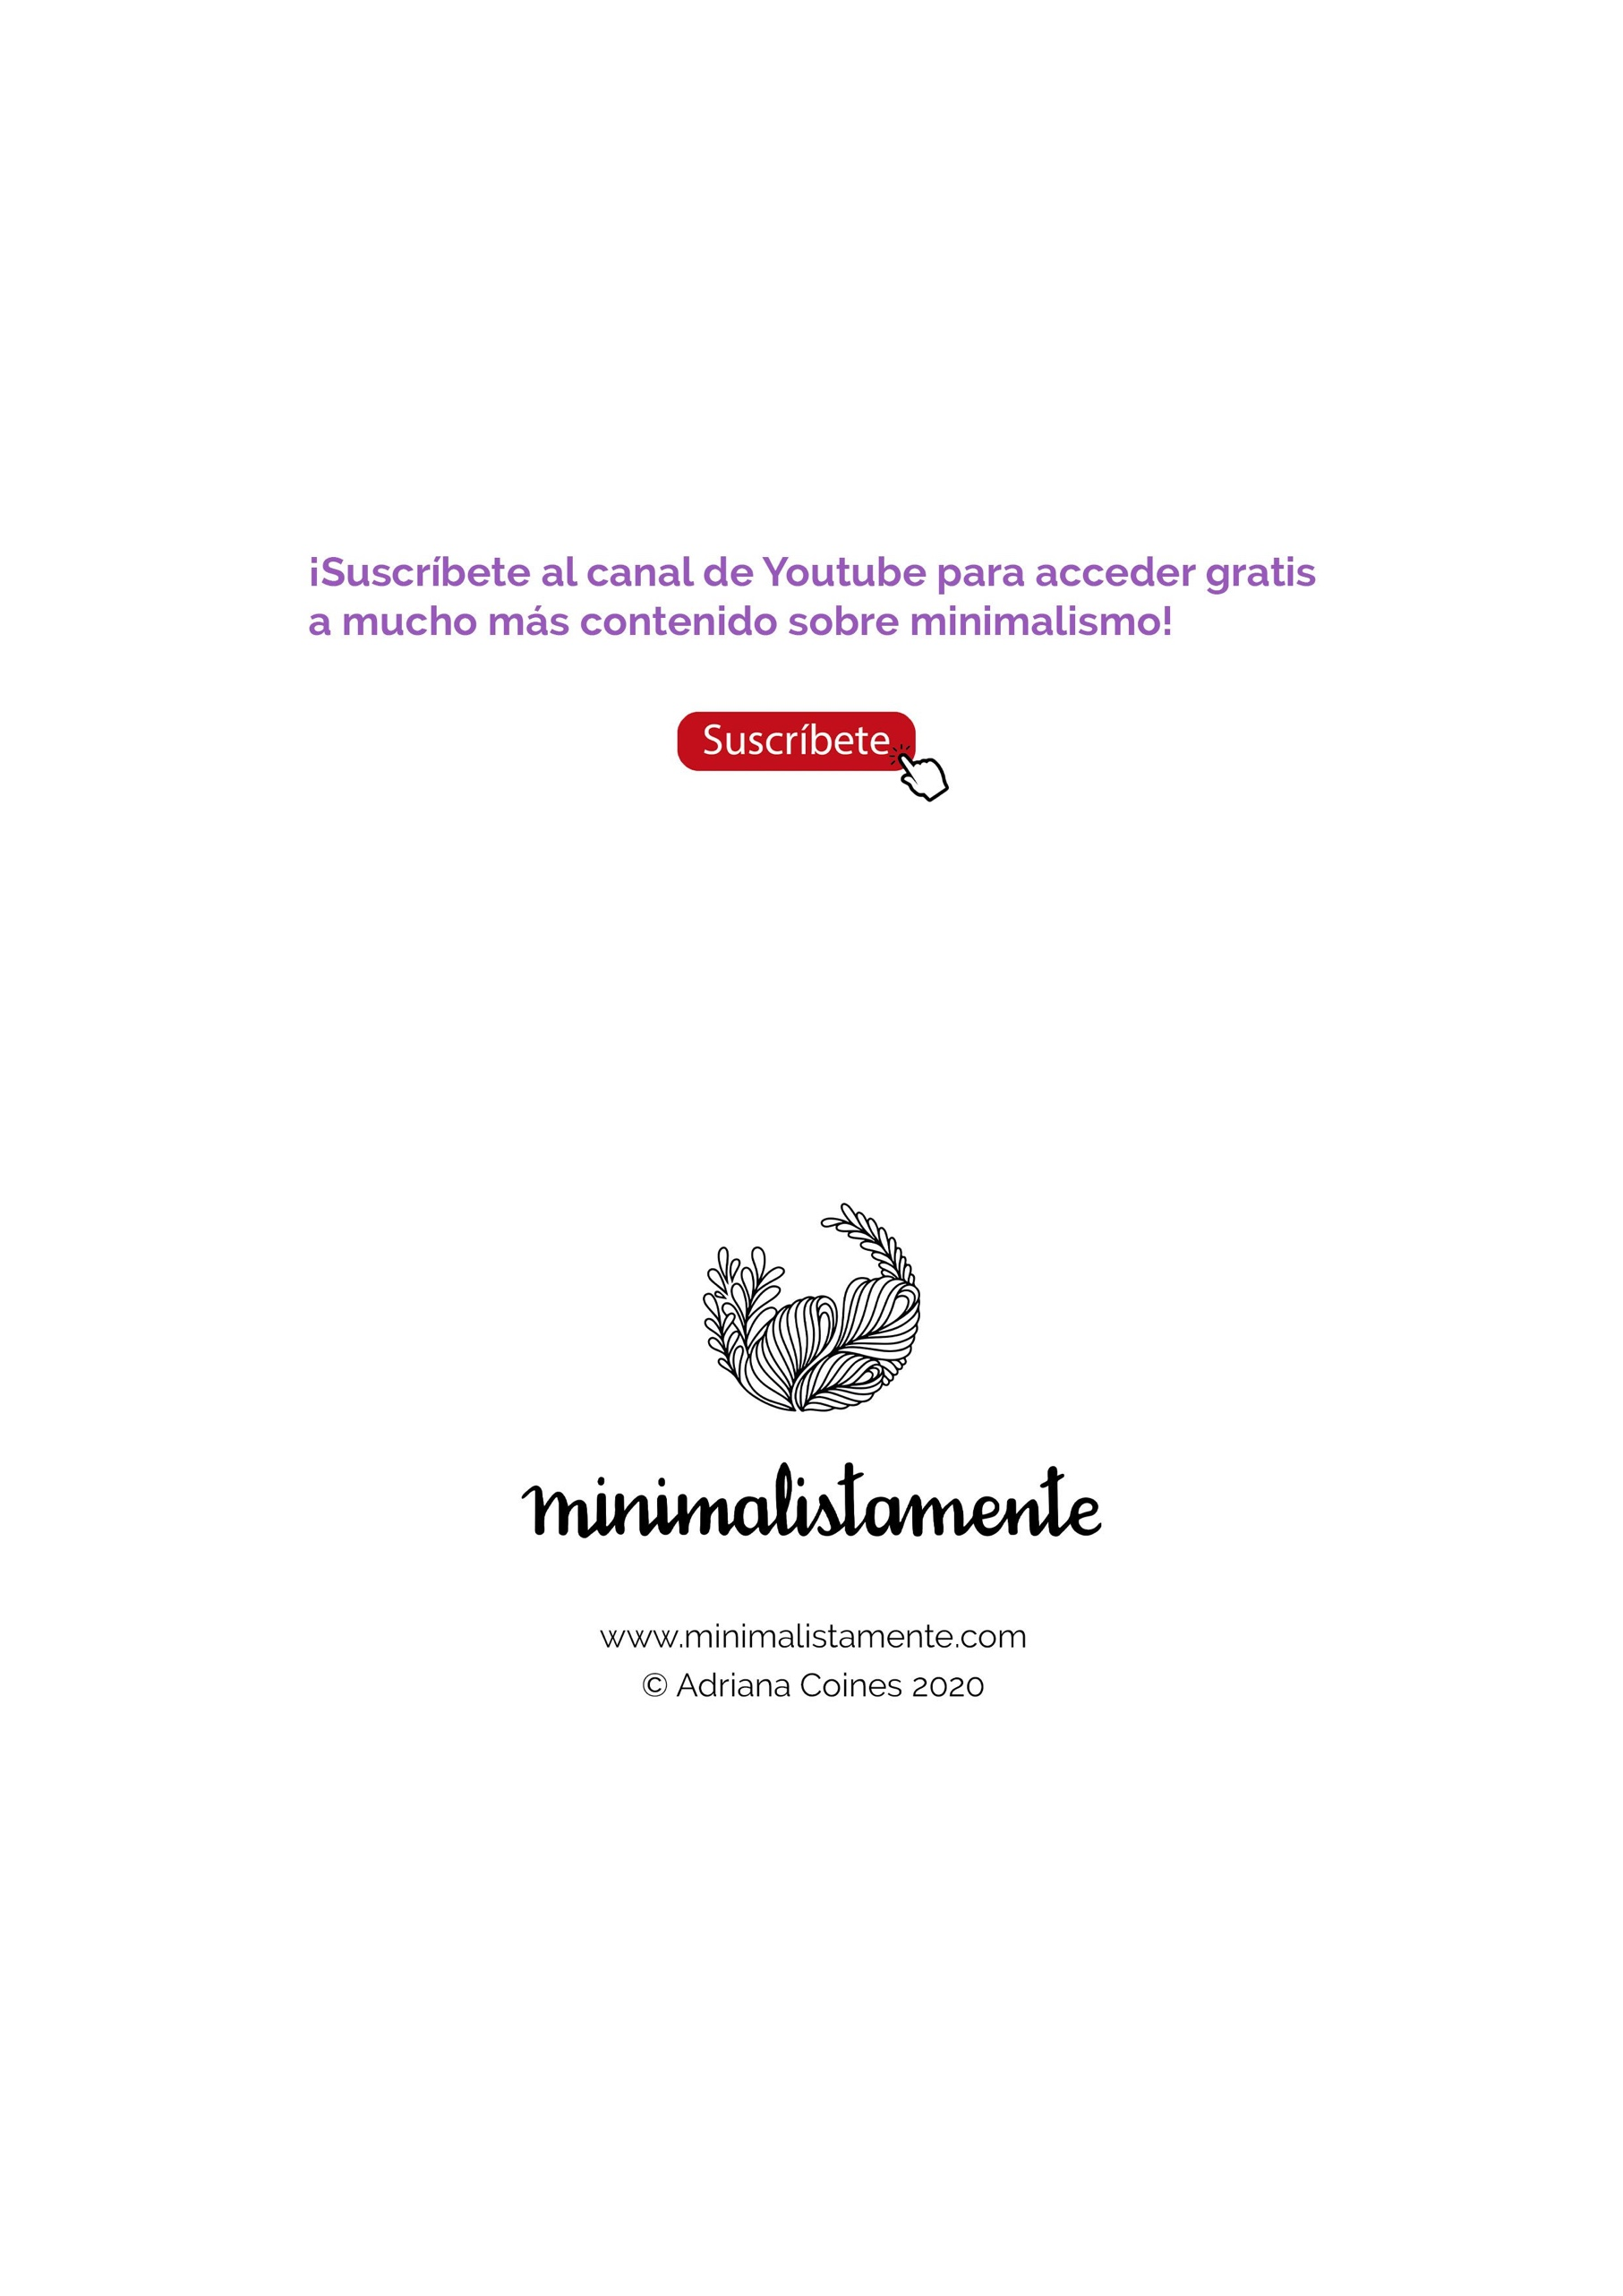 ¡Suscríbete al canal de Youtube para acceder gratis
a mucho más contenido sobre minimalismo!
Suscríbete
minimalistamente
www.minimalistamente.com
© Adriana Coines 2020